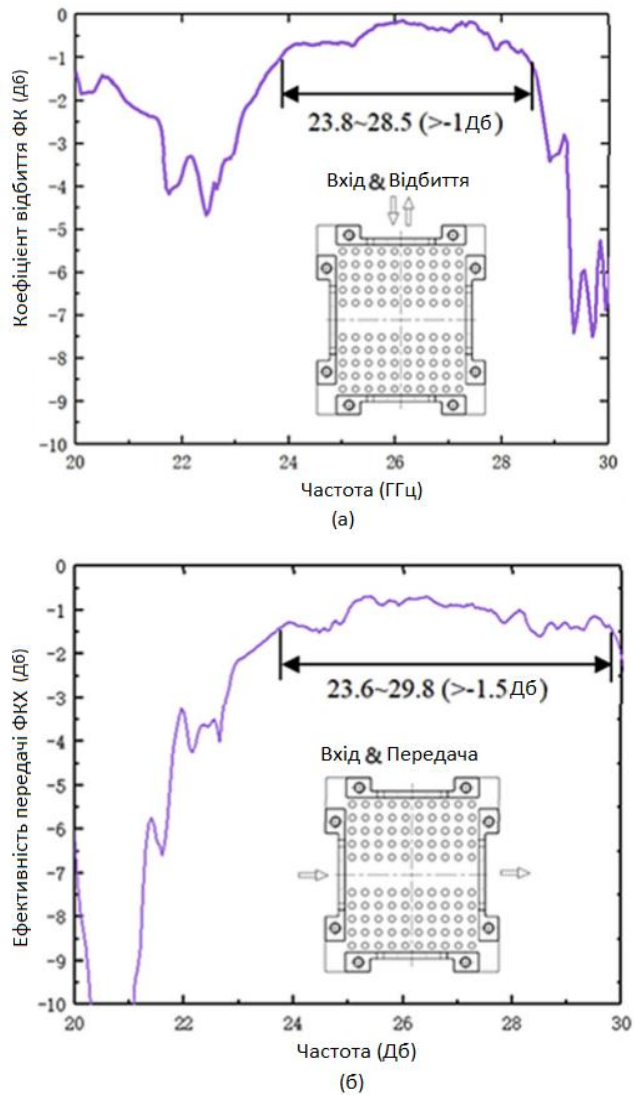 0
-1
-2
-3
-4
-5
-6
-7
-8
-9
-10
Коефіцієнт відбиття ФК (Дб)
23.8~28.5 (>-1Дб)
Вхід & Відбиття
20 22 24 26 28 30
Частота (ГГц)
(а)
0
-1
-2
-3
-4
-5
-6
-7
-8
-9
-10
Ефективність передачі ФКХ (Дб)
23.6~29.8 (>-1.5Дб)
Вхід & Передача
20 22 24 26 28 30
Частота (Дб)
(б)